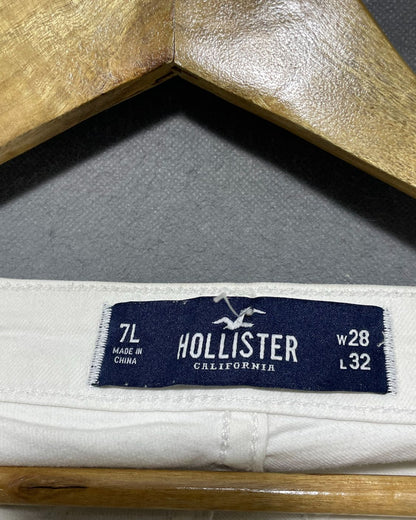 7L
MADE IN
CHINA
HOLLISTER
CALIFORNIA
W28
L32